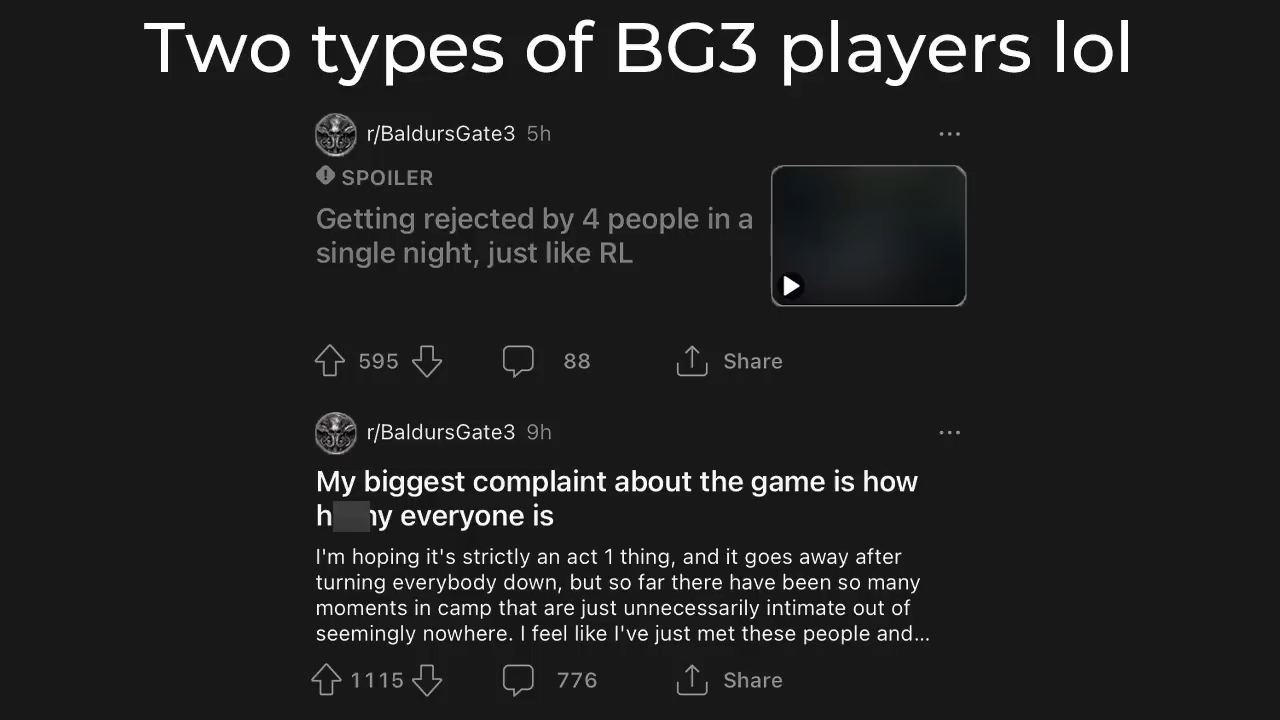 Two types of BG3 players lol
r/BaldursGate3 5h
SPOILER
Getting rejected by 4 people in a
single night, just like RL
595 88 Share
r/BaldursGate3 9h
My biggest complaint about the game is how
h ny everyone is
I'm hoping it's strictly an act 1 thing, and it goes away after
turning everybody down, but so far there have been so many
moments in camp that are just unnecessarily intimate out of
seemingly nowhere. I feel like I've just met these people and...
1115 776 Share